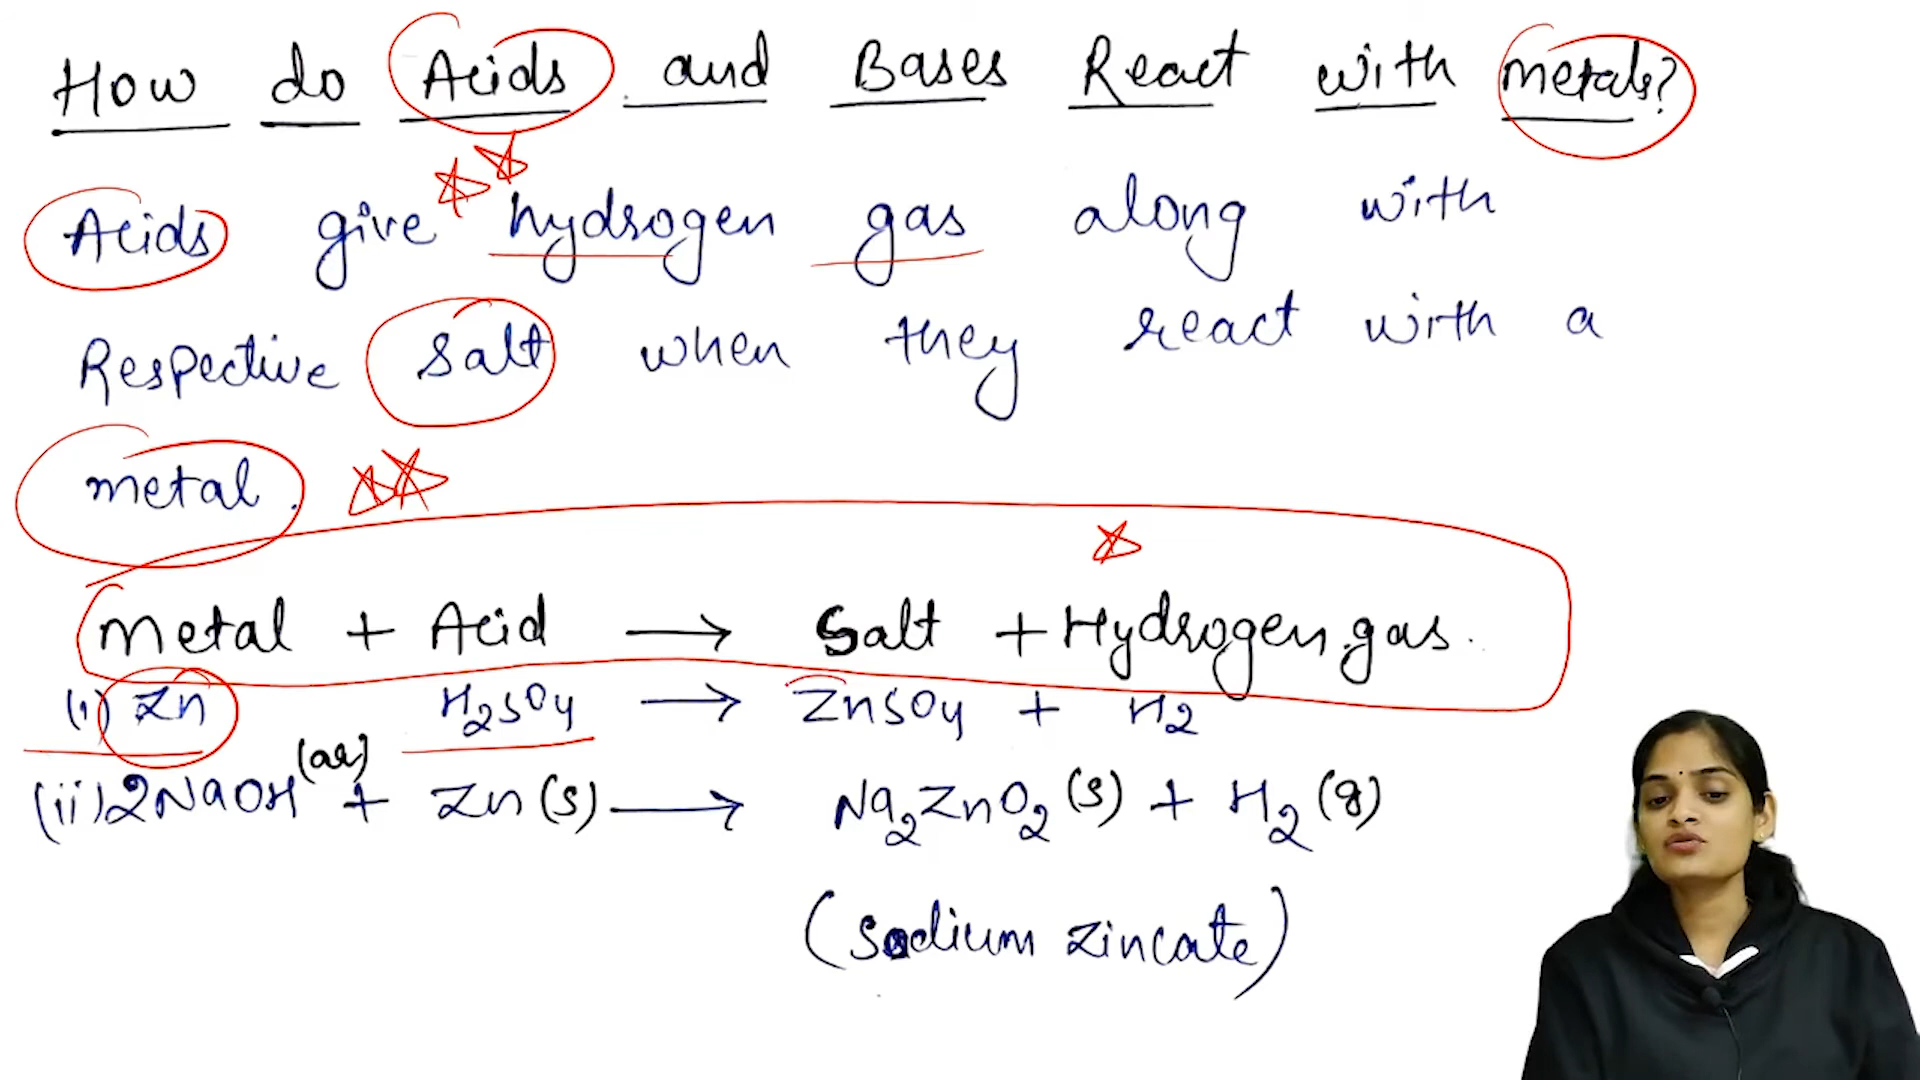 How do Acids and Bases React with metals?
Acids give hydrogen gas along with
Respective Salt when they react with a
metal.
Metal + Acid → Salt + Hydrogen gas.
(i) Zn H₂SO₄ → ZnSO₄ + H₂
(ii) 2NaOH (aq) + Zn (s) → Na₂ZnO₂ (s) + H₂ (g)
(Sodium zincate)